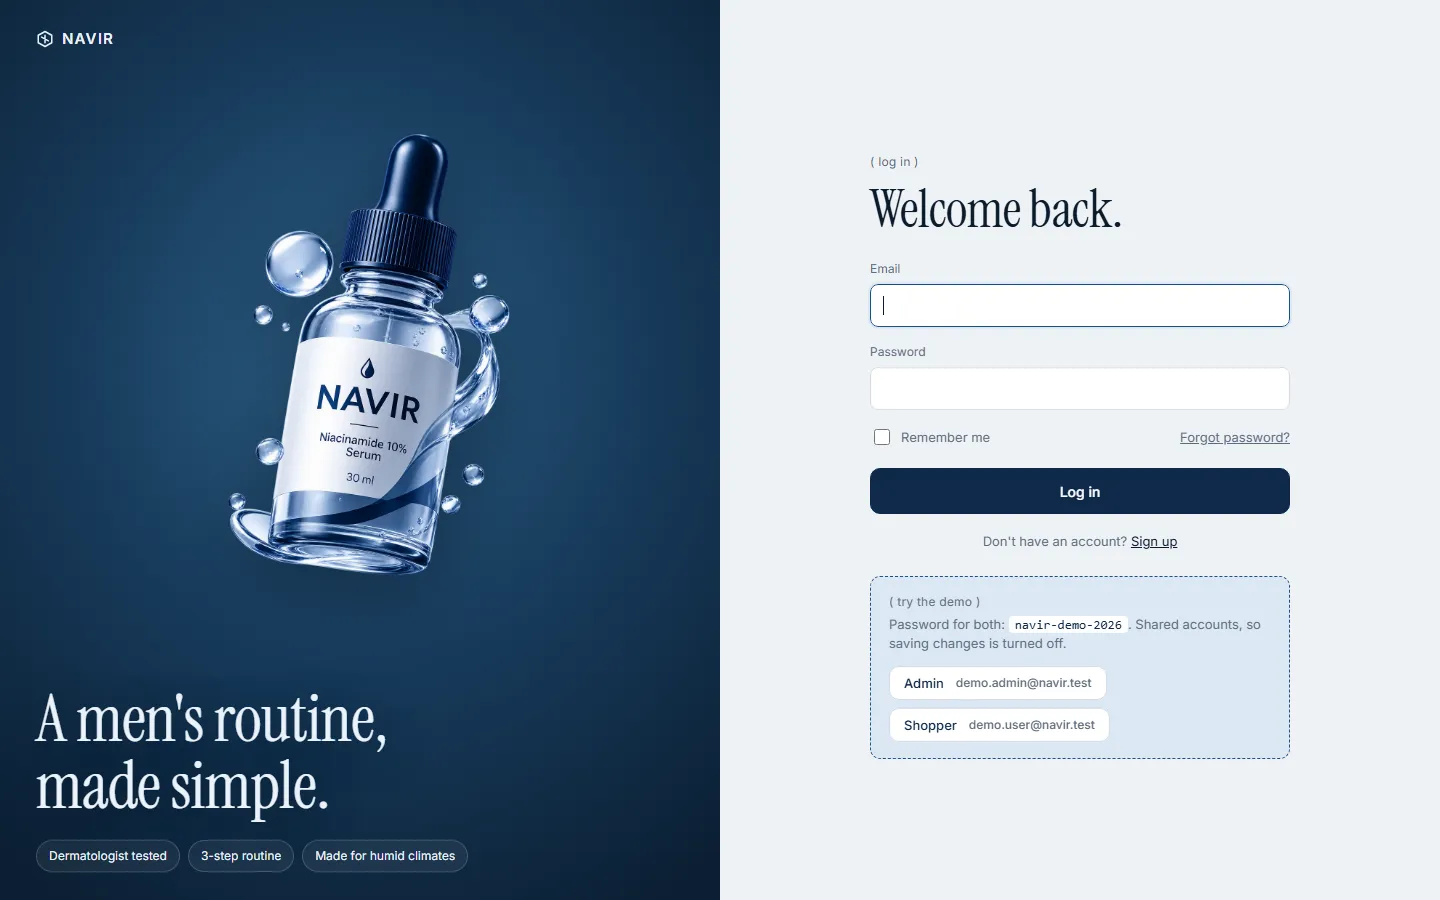 NAVIR
NAVIR
Niacinamide 10%
Serum
30 ml
A men's routine,
made simple.
Dermatologist tested
3-step routine
Made for humid climates
( log in )
Welcome back.
Email
Password
Remember me
Forgot password?
Log in
Don't have an account? Sign up
( try the demo )
Password for both: navir-demo-2026 . Shared accounts, so
saving changes is turned off.
Admin demo.admin@navir.test
Shopper demo.user@navir.test